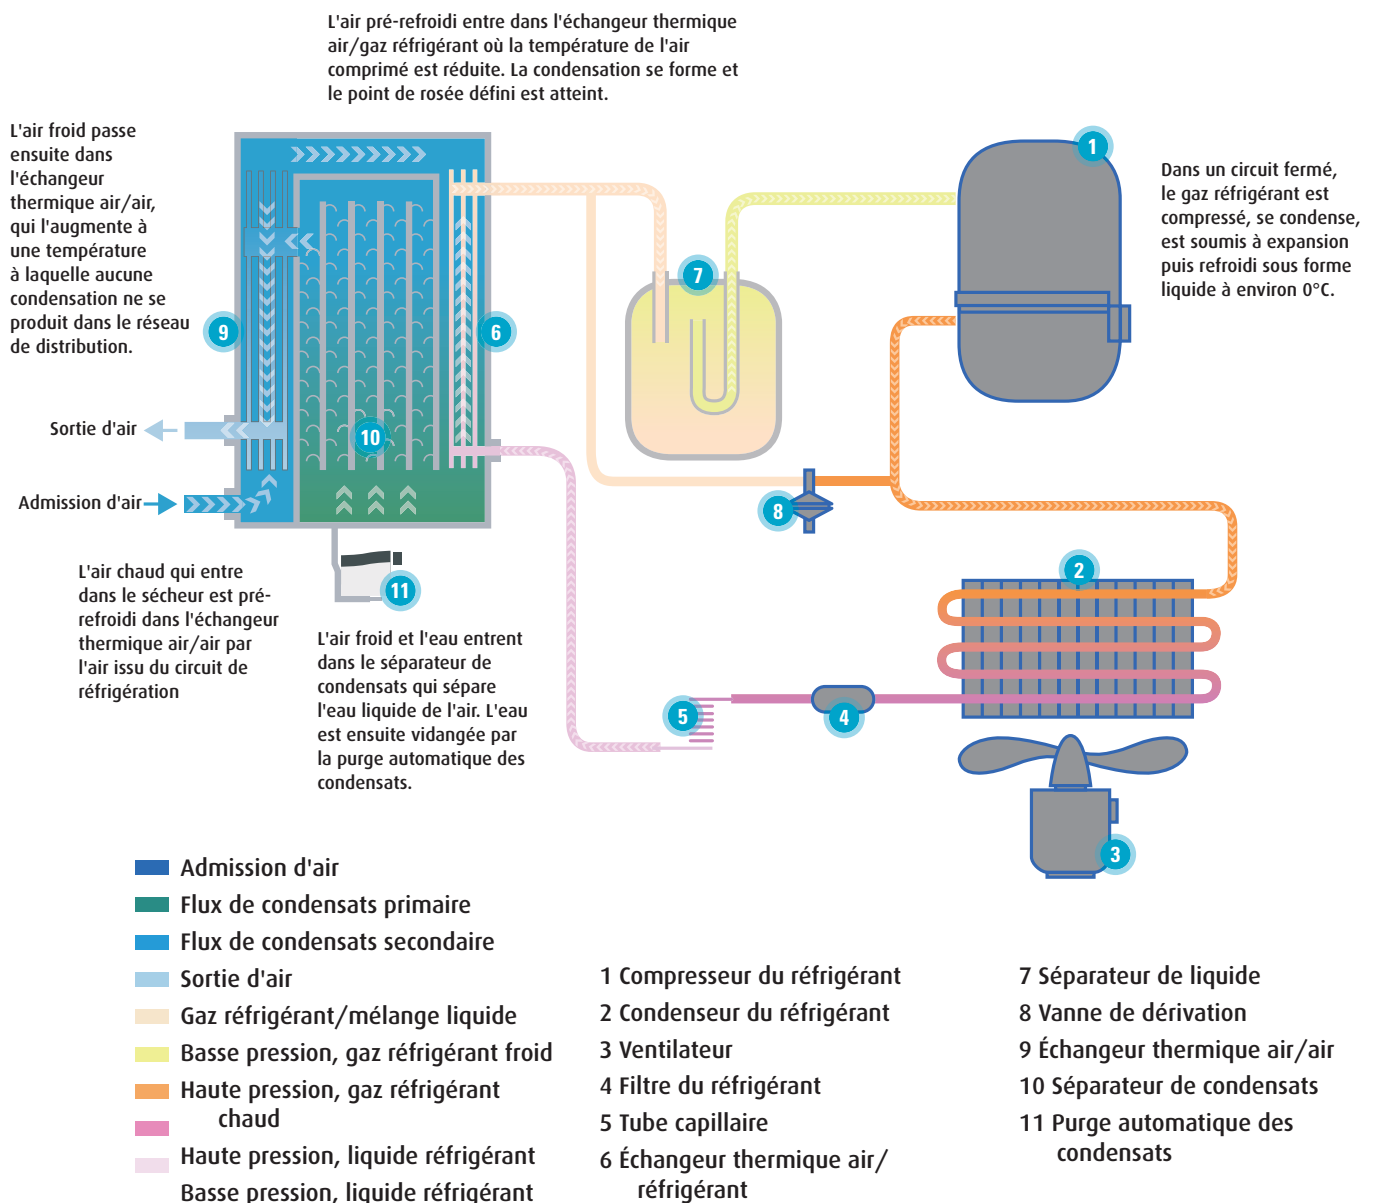 L'air pré-refroidi entre dans l'échangeur thermique
air/gaz réfrigérant où la température de l'air
comprimé est réduite. La condensation se forme et
le point de rosée défini est atteint.
L'air froid passe
ensuite dans
l'échangeur
thermique air/air,
qui l'augmente à
une température
à laquelle aucune
condensation ne se
produit dans le réseau
de distribution.
1
Dans un circuit fermé,
le gaz réfrigérant est
compressé, se condense,
est soumis à expansion
puis refroidi sous forme
liquide à environ 0°C.
7
9
6
Sortie d'air
10
Admission d'air
8
2
11
L'air chaud qui entre
dans le sécheur est pré-
refroidi dans l'échangeur
thermique air/air par
l'air issu du circuit de
réfrigération
L'air froid et l'eau entrent
dans le séparateur de
condensats qui sépare
l'eau liquide de l'air. L'eau
est ensuite vidangée par
la purge automatique des
condensats.
5
4
3
Admission d'air
Flux de condensats primaire
Flux de condensats secondaire
Sortie d'air
Gaz réfrigérant/mélange liquide
Basse pression, gaz réfrigérant froid
Haute pression, gaz réfrigérant
chaud
Haute pression, liquide réfrigérant
Basse pression, liquide réfrigérant
1 Compresseur du réfrigérant
2 Condenseur du réfrigérant
3 Ventilateur
4 Filtre du réfrigérant
5 Tube capillaire
6 Échangeur thermique air/
réfrigérant
7 Séparateur de liquide
8 Vanne de dérivation
9 Échangeur thermique air/air
10 Séparateur de condensats
11 Purge automatique des
condensats